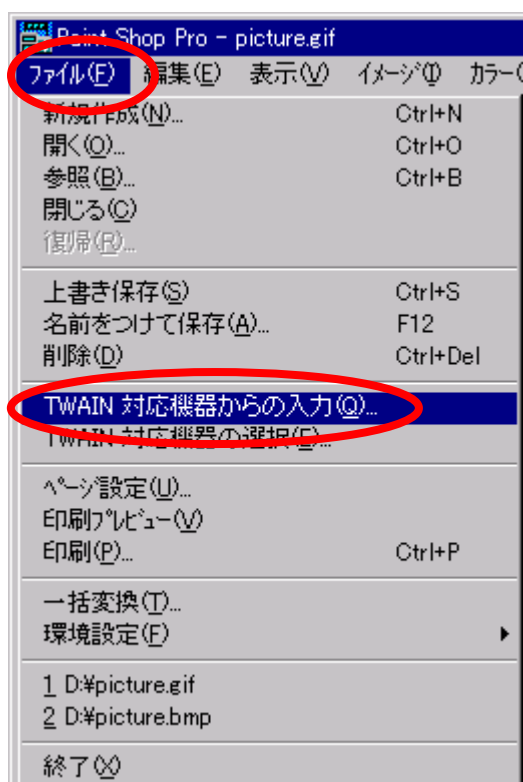 Paint Shop Pro - picture.gif
ファイル(F) 編集(E) 表示(V) イメージ(I) カラー(
新規作成(N)... Ctrl+N
開く(O)... Ctrl+O
参照(B)... Ctrl+B
閉じる(C)
復帰(R)...
上書き保存(S) Ctrl+S
名前をつけて保存(A)... F12
削除(D) Ctrl+Del
TWAIN 対応機器からの入力(Q)...
TWAIN 対応機器の選択(E)...
ページ設定(U)...
印刷プレビュー(V)
印刷(P)... Ctrl+P
一括変換(T)...
環境設定(F)
1 D:¥picture.gif
2 D:¥picture.bmp
終了(X)